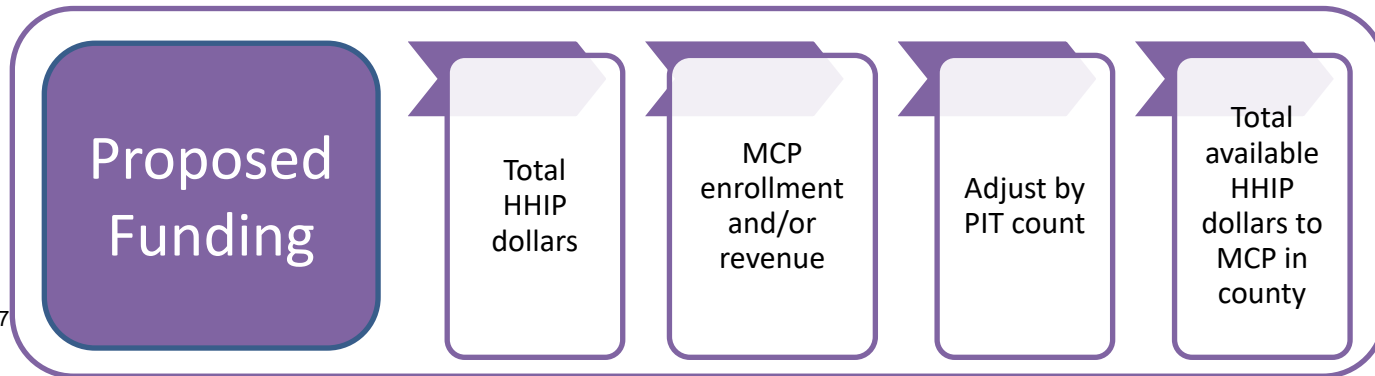 Proposed
Funding
Total
HHIP
dollars
MCP
enrollment
and/or
revenue
Adjust by
PIT count
Total
available
HHIP
dollars to
MCP in
county
7